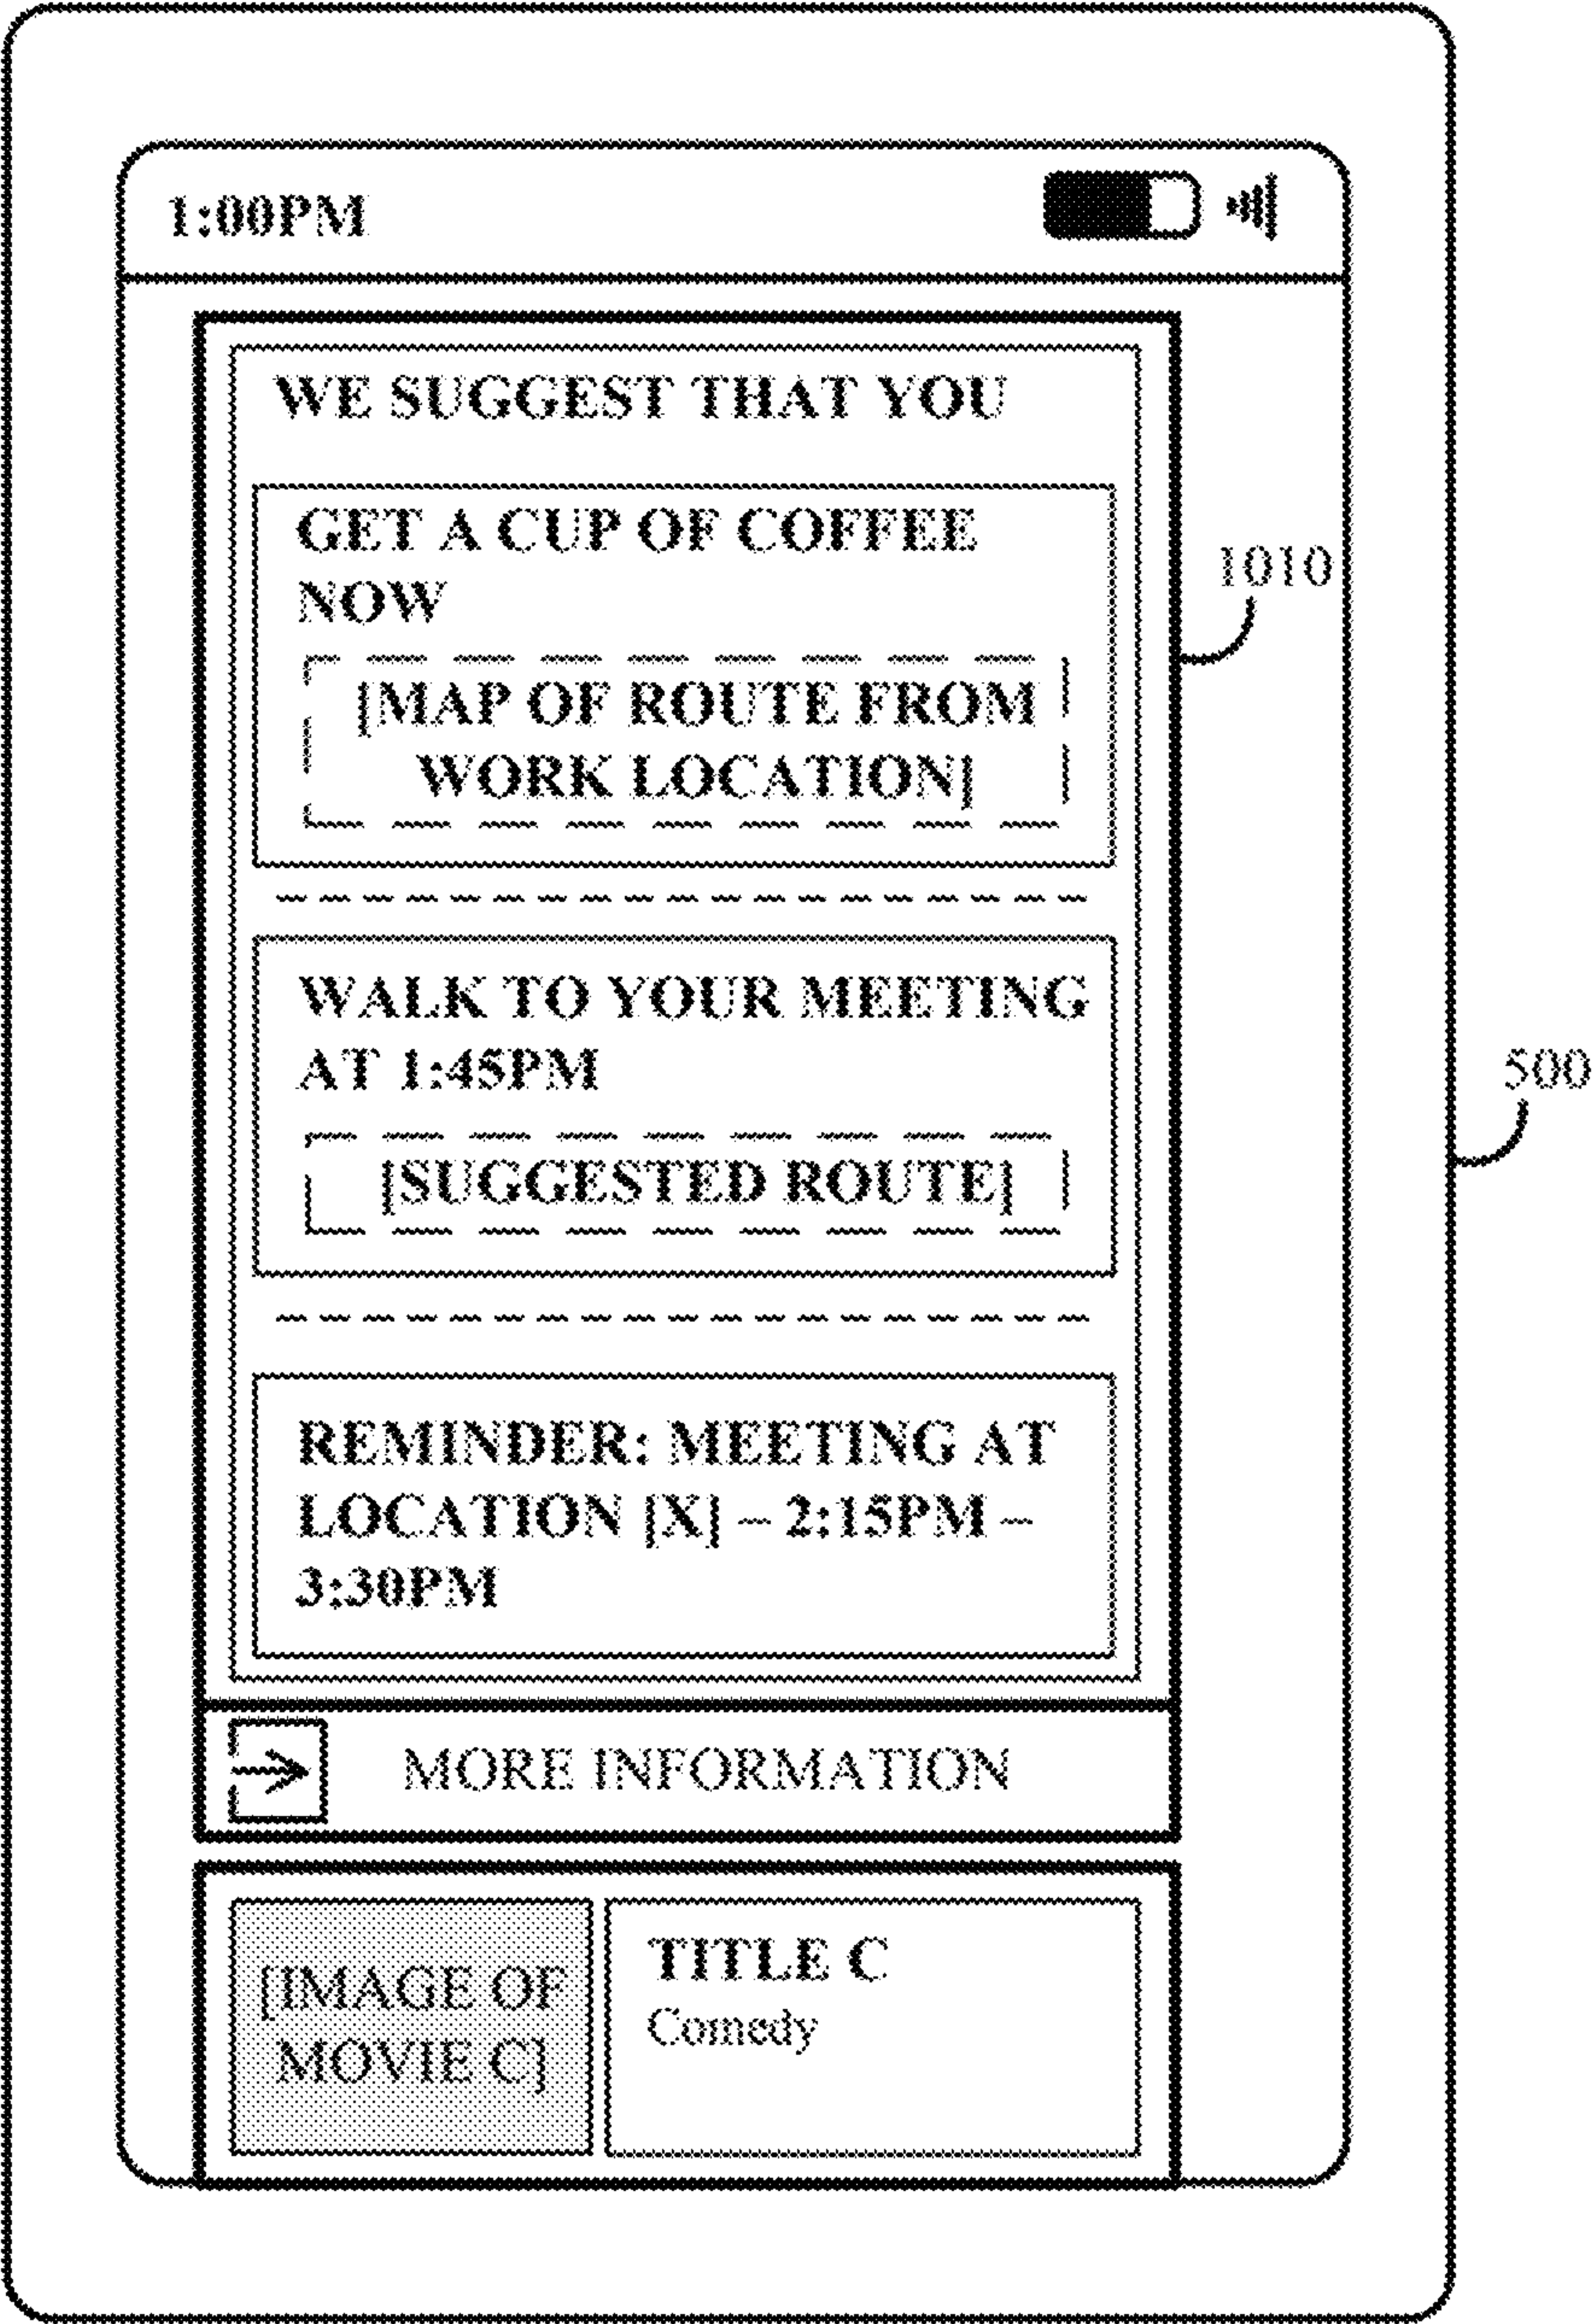 1:00PM
WE SUGGEST THAT YOU
GET A CUP OF COFFEE
NOW
1010
[MAP OF ROUTE FROM
WORK LOCATION]
WALK TO YOUR MEETING
AT 1:45PM
500
[SUGGESTED ROUTE]
REMINDER: MEETING AT
LOCATION [X] – 2:15PM –
3:30PM
MORE INFORMATION
[IMAGE OF
MOVIE C]
TITLE C
Comedy